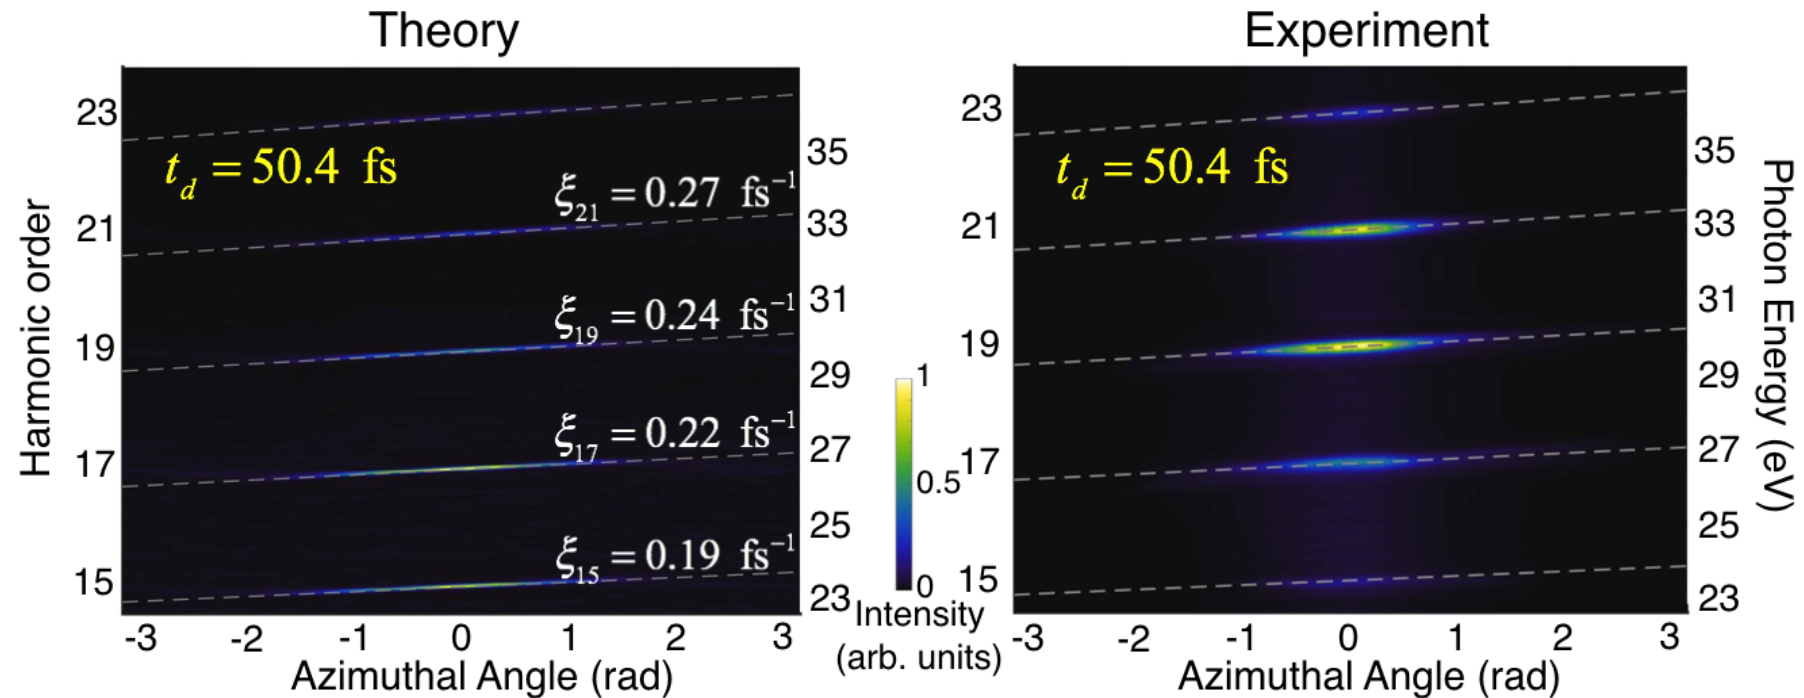 Theory
Experiment
Harmonic order
23
21
19
17
15
t_d = 50.4 fs
ξ_21 = 0.27 fs⁻¹
ξ_19 = 0.24 fs⁻¹
ξ_17 = 0.22 fs⁻¹
ξ_15 = 0.19 fs⁻¹
35
33
31
29
27
25
23
-3 -2 -1 0 1 2 3
Azimuthal Angle (rad)
1
0.5
0
Intensity
(arb. units)
23
21
19
17
15
t_d = 50.4 fs
35
33
31
29
27
25
23
Photon Energy (eV)
-3 -2 -1 0 1 2 3
Azimuthal Angle (rad)